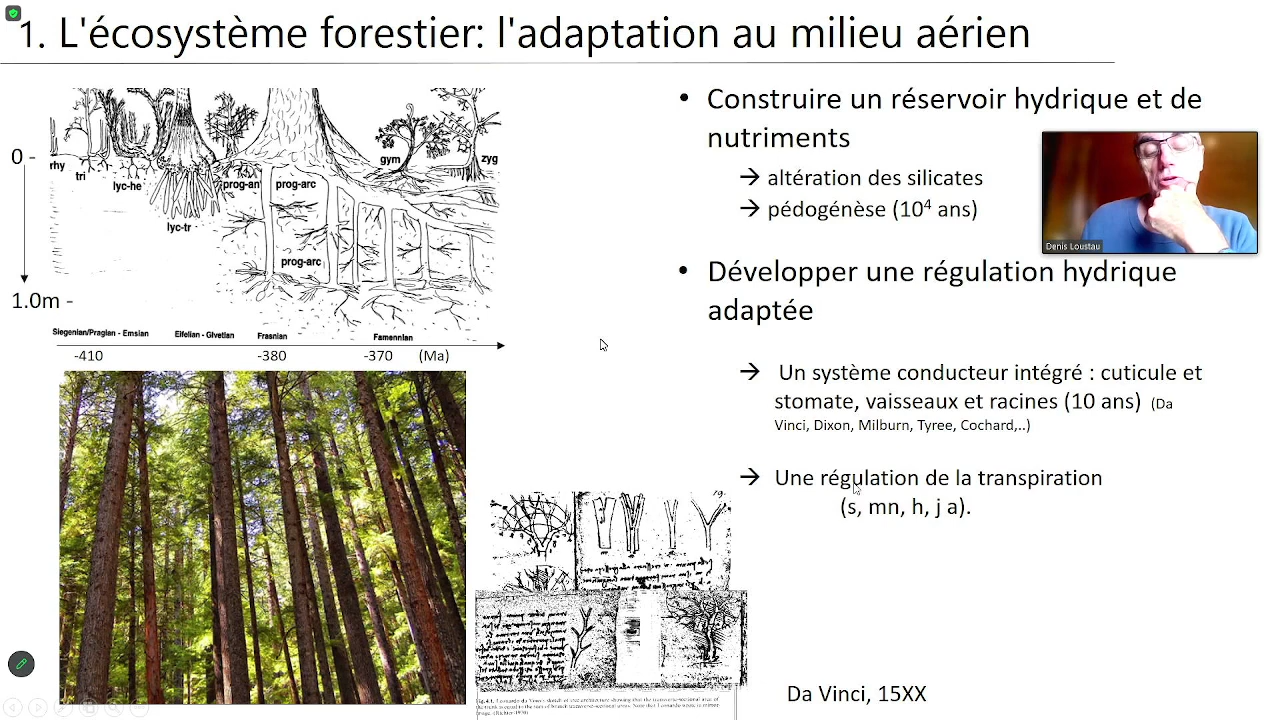 1. L'écosystème forestier: l'adaptation au milieu aérien
0 -
rhy
tri
lyc-he
lyc-tr
prog-an
prog-arc
prog-arc
gym
zyg
1.0m -
Siegenian/Pragian - Emsian
Eifelian - Givetian
Frasnian
Famennian
-410
-380
-370
(Ma)
• Construire un réservoir hydrique et de
nutriments
→ altération des silicates
→ pédogénèse (10⁴ ans)
Denis Loustau
• Développer une régulation hydrique
adaptée
→ Un système conducteur intégré : cuticule et
stomate, vaisseaux et racines (10 ans) (Da
Vinci, Dixon, Milburn, Tyree, Cochard,..)
→ Une régulation de la transpiration
(s, mn, h, j a).
Da Vinci, 15XX